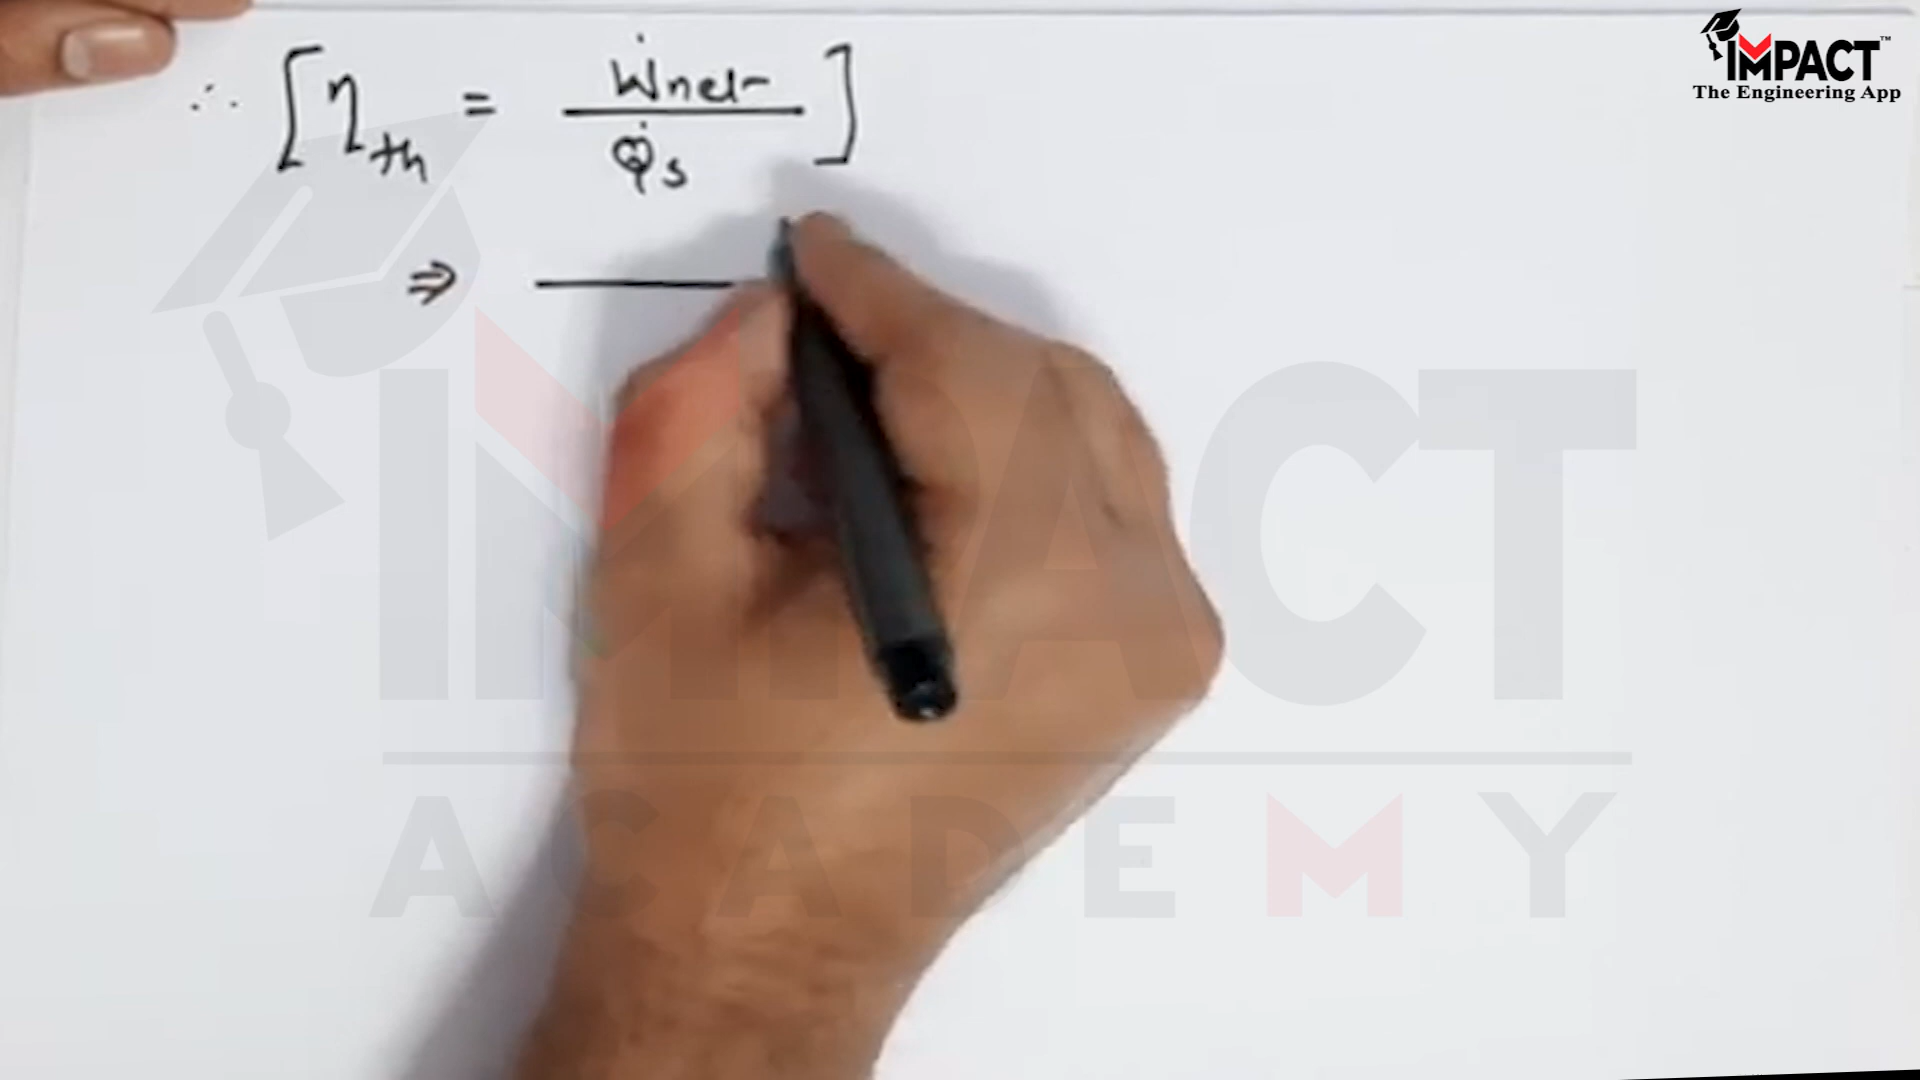 IMPACT™
The Engineering App
∴ [η_th = Ẇnet / Q̇s]
⇒
IMPACT
ACADEMY